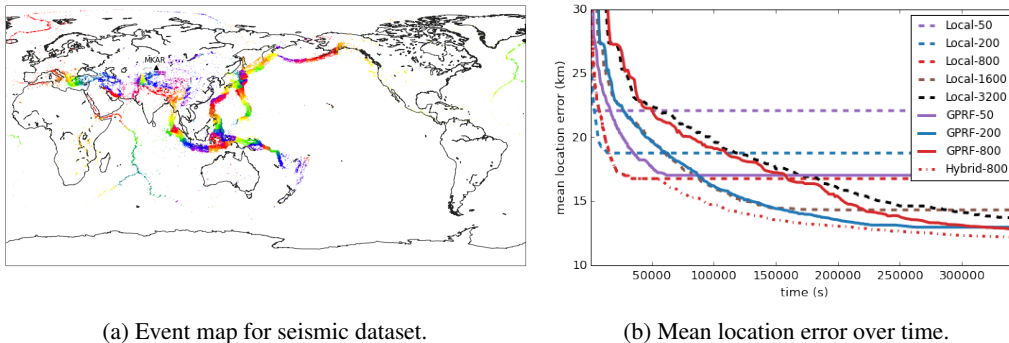 MKAR
(a) Event map for seismic dataset.
mean location error (km)
30
25
20
15
10
50000 100000 150000 200000 250000 300000
time (s)
Local-50
Local-200
Local-800
Local-1600
Local-3200
GPRF-50
GPRF-200
GPRF-800
Hybrid-800
(b) Mean location error over time.